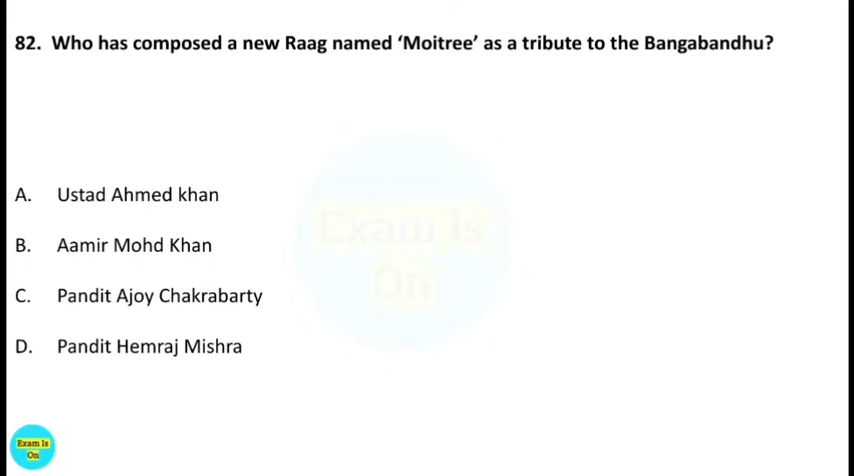 82. Who has composed a new Raag named ‘Moitree’ as a tribute to the Bangabandhu?
A. Ustad Ahmed khan
B. Aamir Mohd Khan
Exam Is
On
C. Pandit Ajoy Chakrabarty
D. Pandit Hemraj Mishra
Exam Is
On